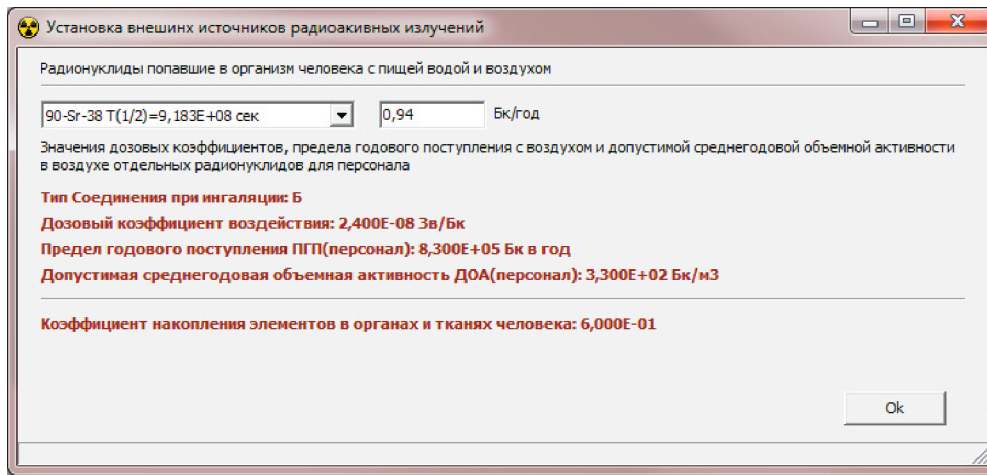 Установка внешинх источников радиоакивных излучений
Радионуклиды попавшие в организм человека с пищей водой и воздухом
90-Sr-38 T(1/2)=9,183E+08 сек 0,94 Бк/год
Значения дозовых коэффициентов, предела годового поступления с воздухом и допустимой среднегодовой объемной активности
в воздухе отдельных радионуклидов для персонала
Тип Соединения при ингаляции: Б
Дозовый коэффициент воздействия: 2,400E-08 Зв/Бк
Предел годового поступления ПГП(персонал): 8,300E+05 Бк в год
Допустимая среднегодовая объемная активность ДОА(персонал): 3,300E+02 Бк/м3
Коэффициент накопления элементов в органах и тканях человека: 6,000E-01
Ok